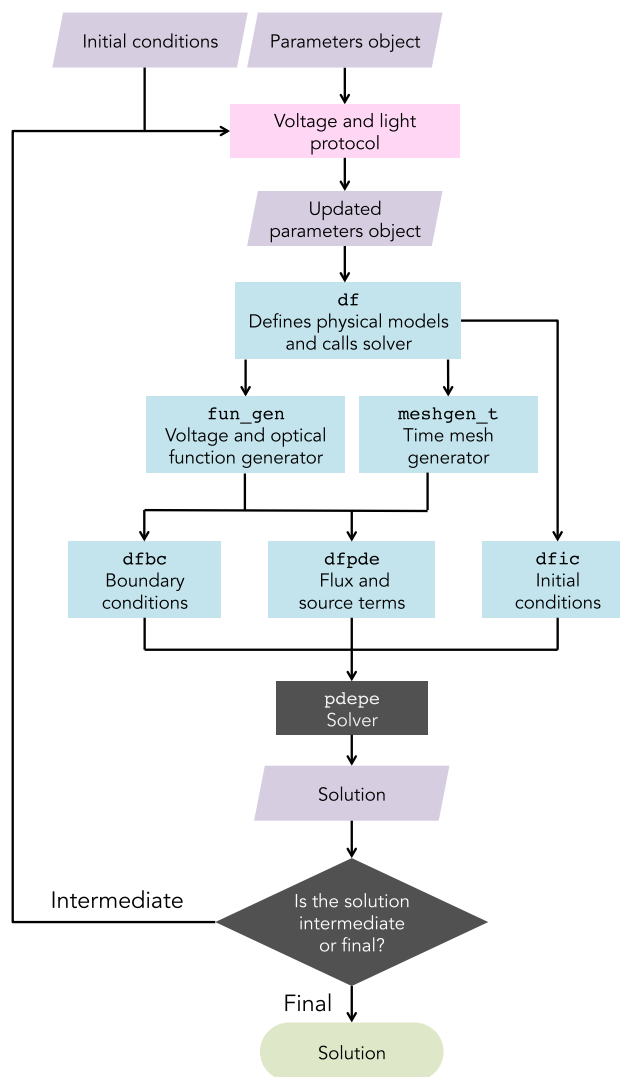 Initial conditions
Parameters object
Voltage and light
protocol
Updated
parameters object
df
Defines physical models
and calls solver
fun_gen
Voltage and optical
function generator
meshgen_t
Time mesh
generator
dfbc
Boundary
conditions
dfpde
Flux and
source terms
dfic
Initial
conditions
pdepe
Solver
Solution
Is the solution
intermediate
or final?
Intermediate
Final
Solution